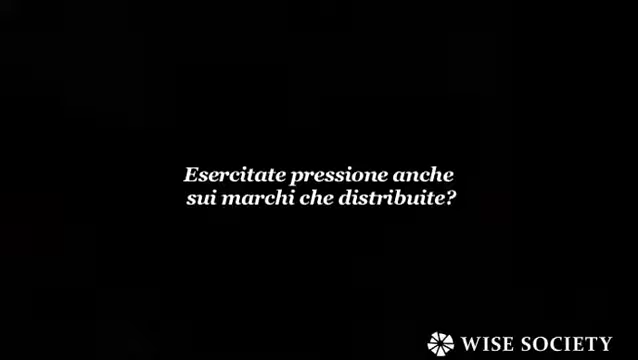 Esercitate pressione anche
sui marchi che distribuite?
WISE SOCIETY